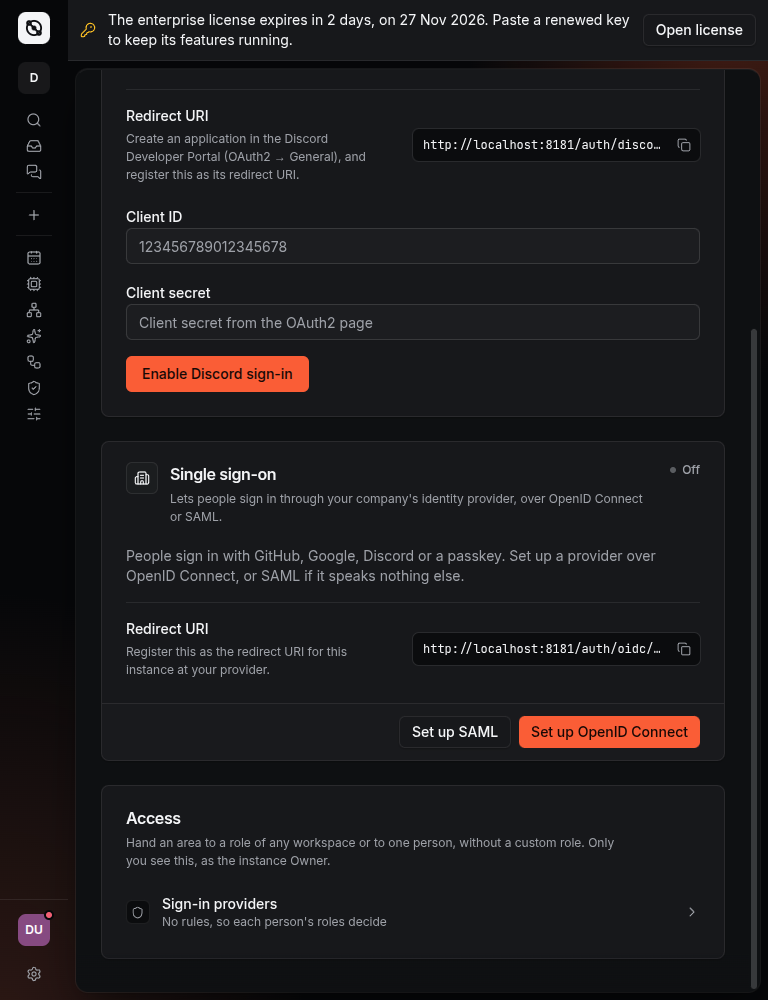 The enterprise license expires in 2 days, on 27 Nov 2026. Paste a renewed key
to keep its features running.
Open license
D
Redirect URI
Create an application in the Discord
Developer Portal (OAuth2 → General), and
register this as its redirect URI.
http://localhost:8181/auth/disco…
Client ID
123456789012345678
Client secret
Client secret from the OAuth2 page
Enable Discord sign-in
Single sign-on
Off
Lets people sign in through your company's identity provider, over OpenID Connect
or SAML.
People sign in with GitHub, Google, Discord or a passkey. Set up a provider over
OpenID Connect, or SAML if it speaks nothing else.
Redirect URI
Register this as the redirect URI for this
instance at your provider.
http://localhost:8181/auth/oidc/…
Set up SAML
Set up OpenID Connect
Access
Hand an area to a role of any workspace or to one person, without a custom role. Only
you see this, as the instance Owner.
Sign-in providers
No rules, so each person's roles decide
DU